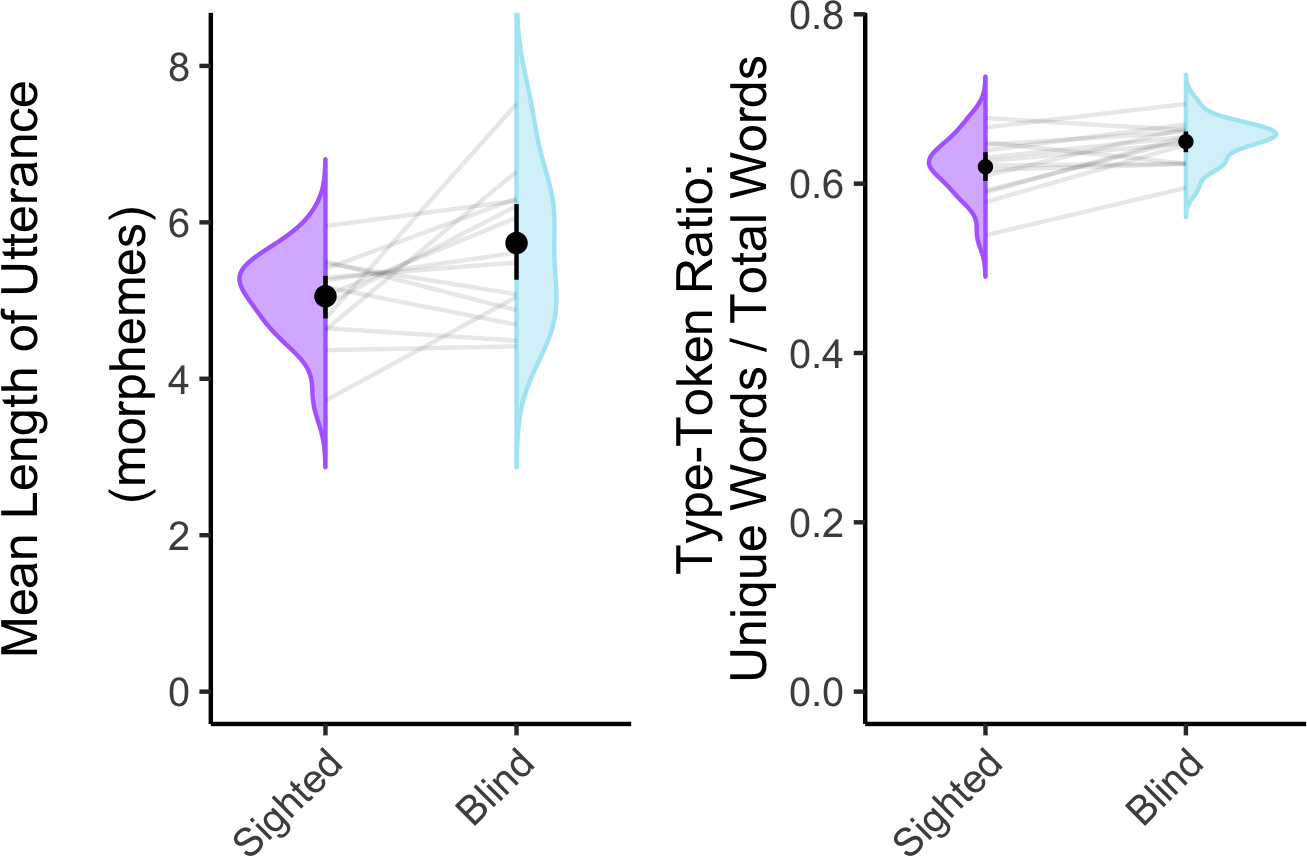 Mean Length of Utterance
(morphemes)
8
6
4
2
0
Sighted
Blind
Type-Token Ratio:
Unique Words / Total Words
0.8
0.6
0.4
0.2
0.0
Sighted
Blind